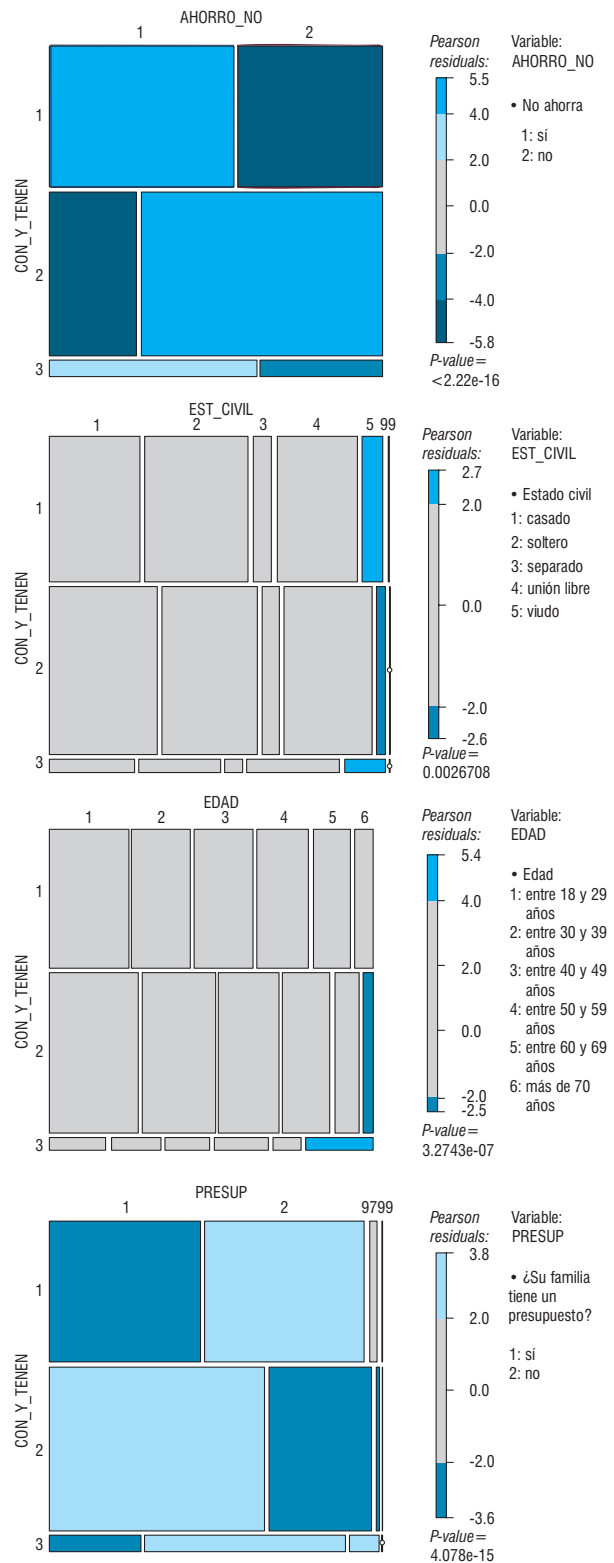 AHORRO_NO
1 2
CON_Y_TENEN
1
2
3
Pearson
residuals:
5.5
4.0
2.0
0.0
-2.0
-4.0
-5.8
P-value=
<2.22e-16
Variable:
AHORRO_NO
• No ahorra
1: sí
2: no
EST_CIVIL
1 2 3 4 5 99
CON_Y_TENEN
1
2
3
Pearson
residuals:
2.7
2.0
0.0
-2.0
-2.6
P-value=
0.0026708
Variable:
EST_CIVIL
• Estado civil
1: casado
2: soltero
3: separado
4: unión libre
5: viudo
EDAD
1 2 3 4 5 6
CON_Y_TENEN
1
2
3
Pearson
residuals:
5.4
4.0
2.0
0.0
-2.0
-2.5
P-value=
3.2743e-07
Variable:
EDAD
• Edad
1: entre 18 y 29
años
2: entre 30 y 39
años
3: entre 40 y 49
años
4: entre 50 y 59
años
5: entre 60 y 69
años
6: más de 70
años
PRESUP
1 2 9799
CON_Y_TENEN
1
2
3
Pearson
residuals:
3.8
2.0
0.0
-2.0
-3.6
P-value=
4.078e-15
Variable:
PRESUP
• ¿Su familia
tiene un
presupuesto?
1: sí
2: no